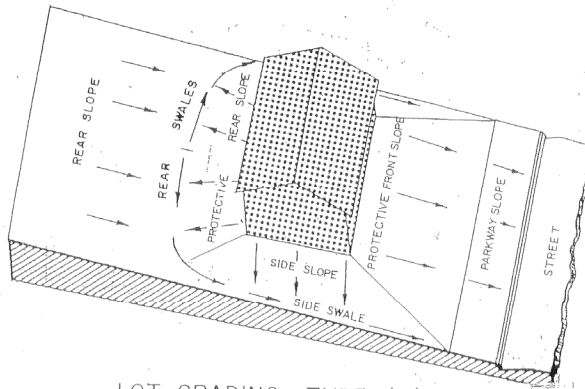 REAR SLOPE
REAR SWALES
PROTECTIVE REAR SLOPE
SIDE SLOPE
SIDE SWALE
PROTECTIVE FRONT SLOPE
PARKWAY SLOPE
STREET
LOT GRADING